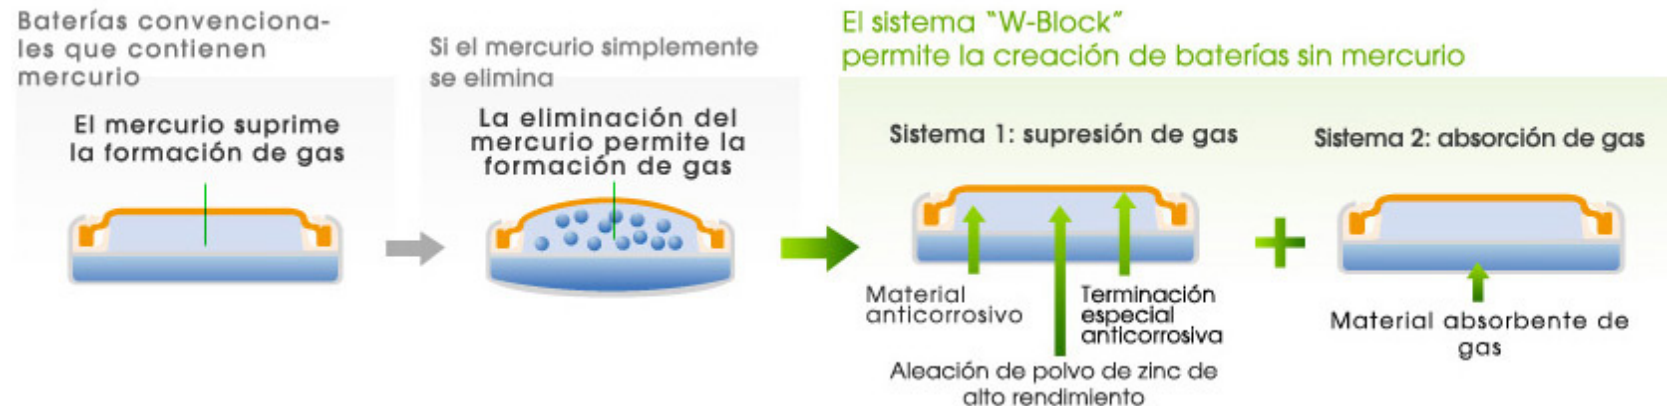 Baterías convenciona-
les que contienen
mercurio
El mercurio suprime
la formación de gas
Si el mercurio simplemente
se elimina
La eliminación del
mercurio permite la
formación de gas
El sistema “W-Block”
permite la creación de baterías sin mercurio
Sistema 1: supresión de gas
Material
anticorrosivo
Terminación
especial
anticorrosiva
Aleación de polvo de zinc de
alto rendimiento
Sistema 2: absorción de gas
Material absorbente de
gas